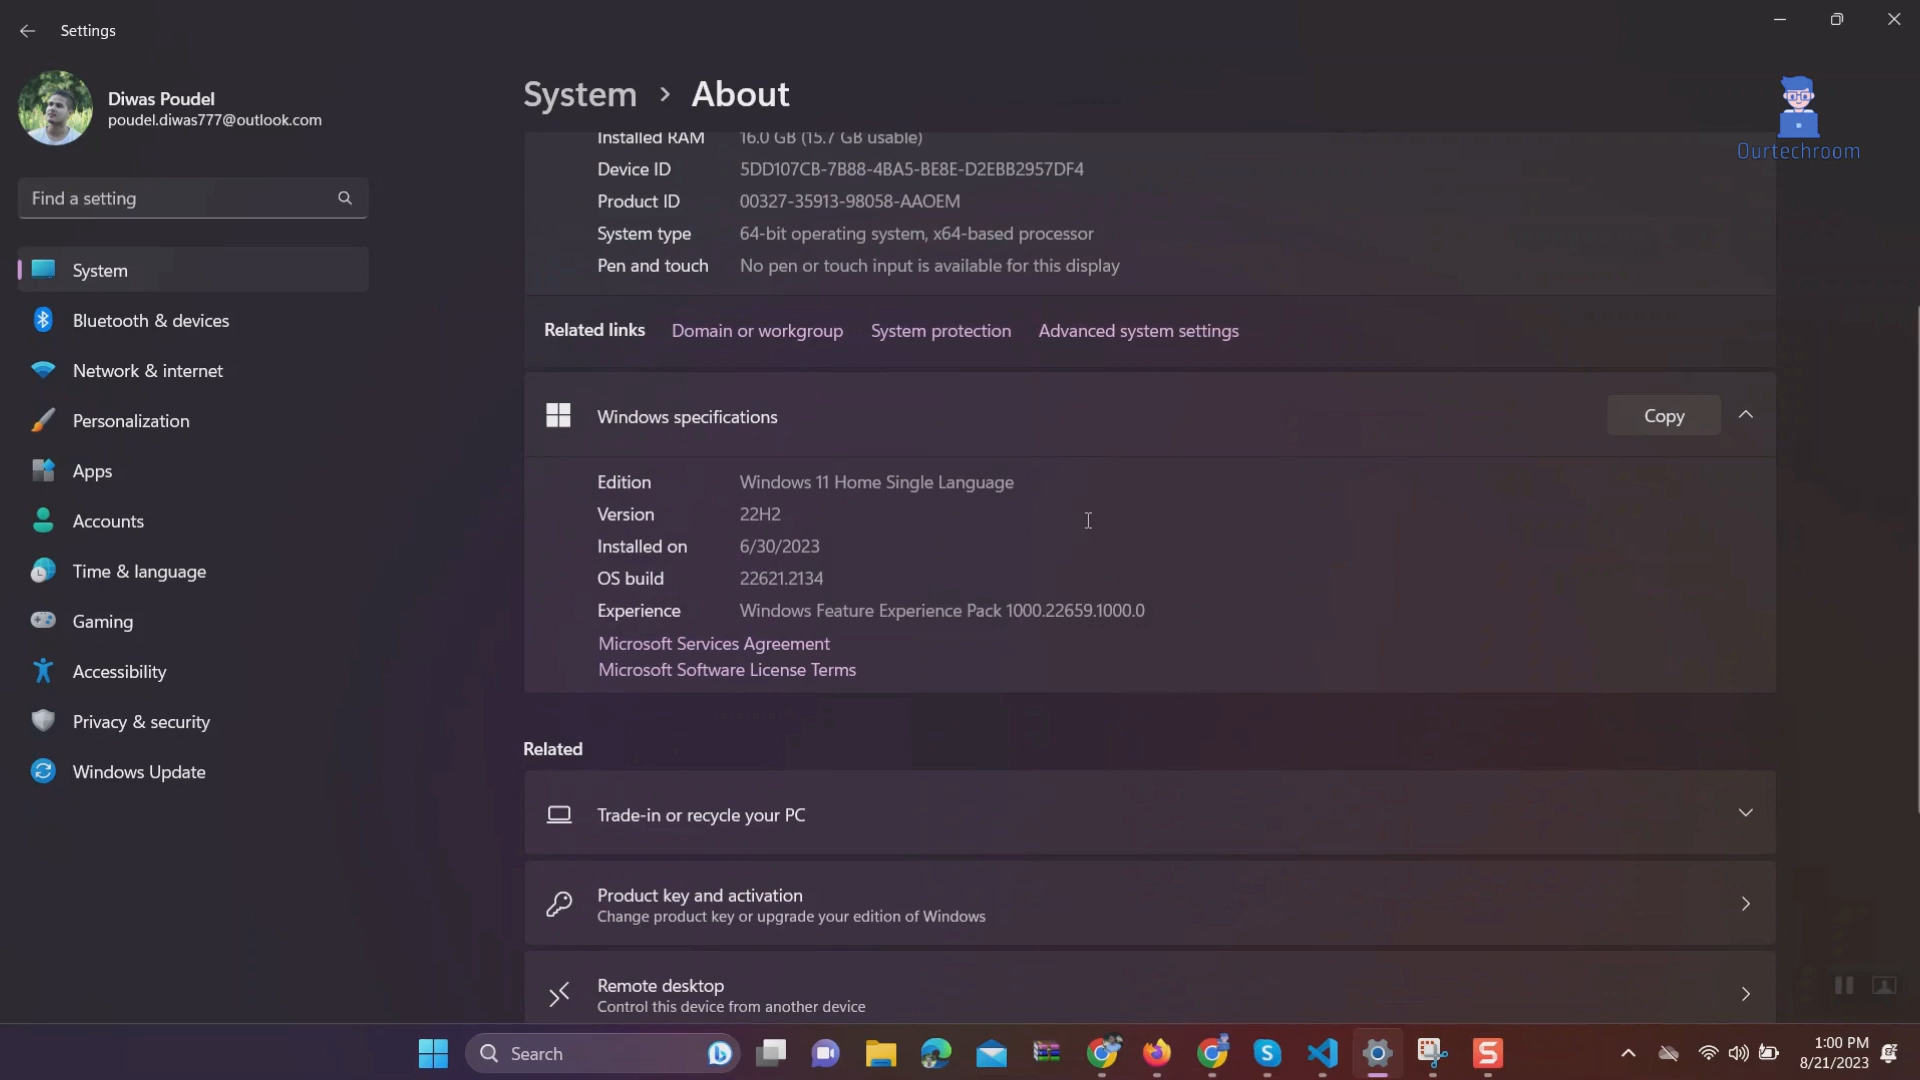 Settings
Diwas Poudel
poudel.diwas777@outlook.com
Find a setting
System
Bluetooth & devices
Network & internet
Personalization
Apps
Accounts
Time & language
Gaming
Accessibility
Privacy & security
Windows Update
System > About
Ourtechroom
Installed RAM 16.0 GB (15.7 GB usable)
Device ID 5DD107CB-7B88-4BA5-BE8E-D2EBB2957DF4
Product ID 00327-35913-98058-AAOEM
System type 64-bit operating system, x64-based processor
Pen and touch No pen or touch input is available for this display
Related links Domain or workgroup System protection Advanced system settings
Windows specifications Copy
Edition Windows 11 Home Single Language
Version 22H2
Installed on 6/30/2023
OS build 22621.2134
Experience Windows Feature Experience Pack 1000.22659.1000.0
Microsoft Services Agreement
Microsoft Software License Terms
Related
Trade-in or recycle your PC
Product key and activation
Change product key or upgrade your edition of Windows
Remote desktop
Control this device from another device
Search
S
S
1:00 PM
8/21/2023